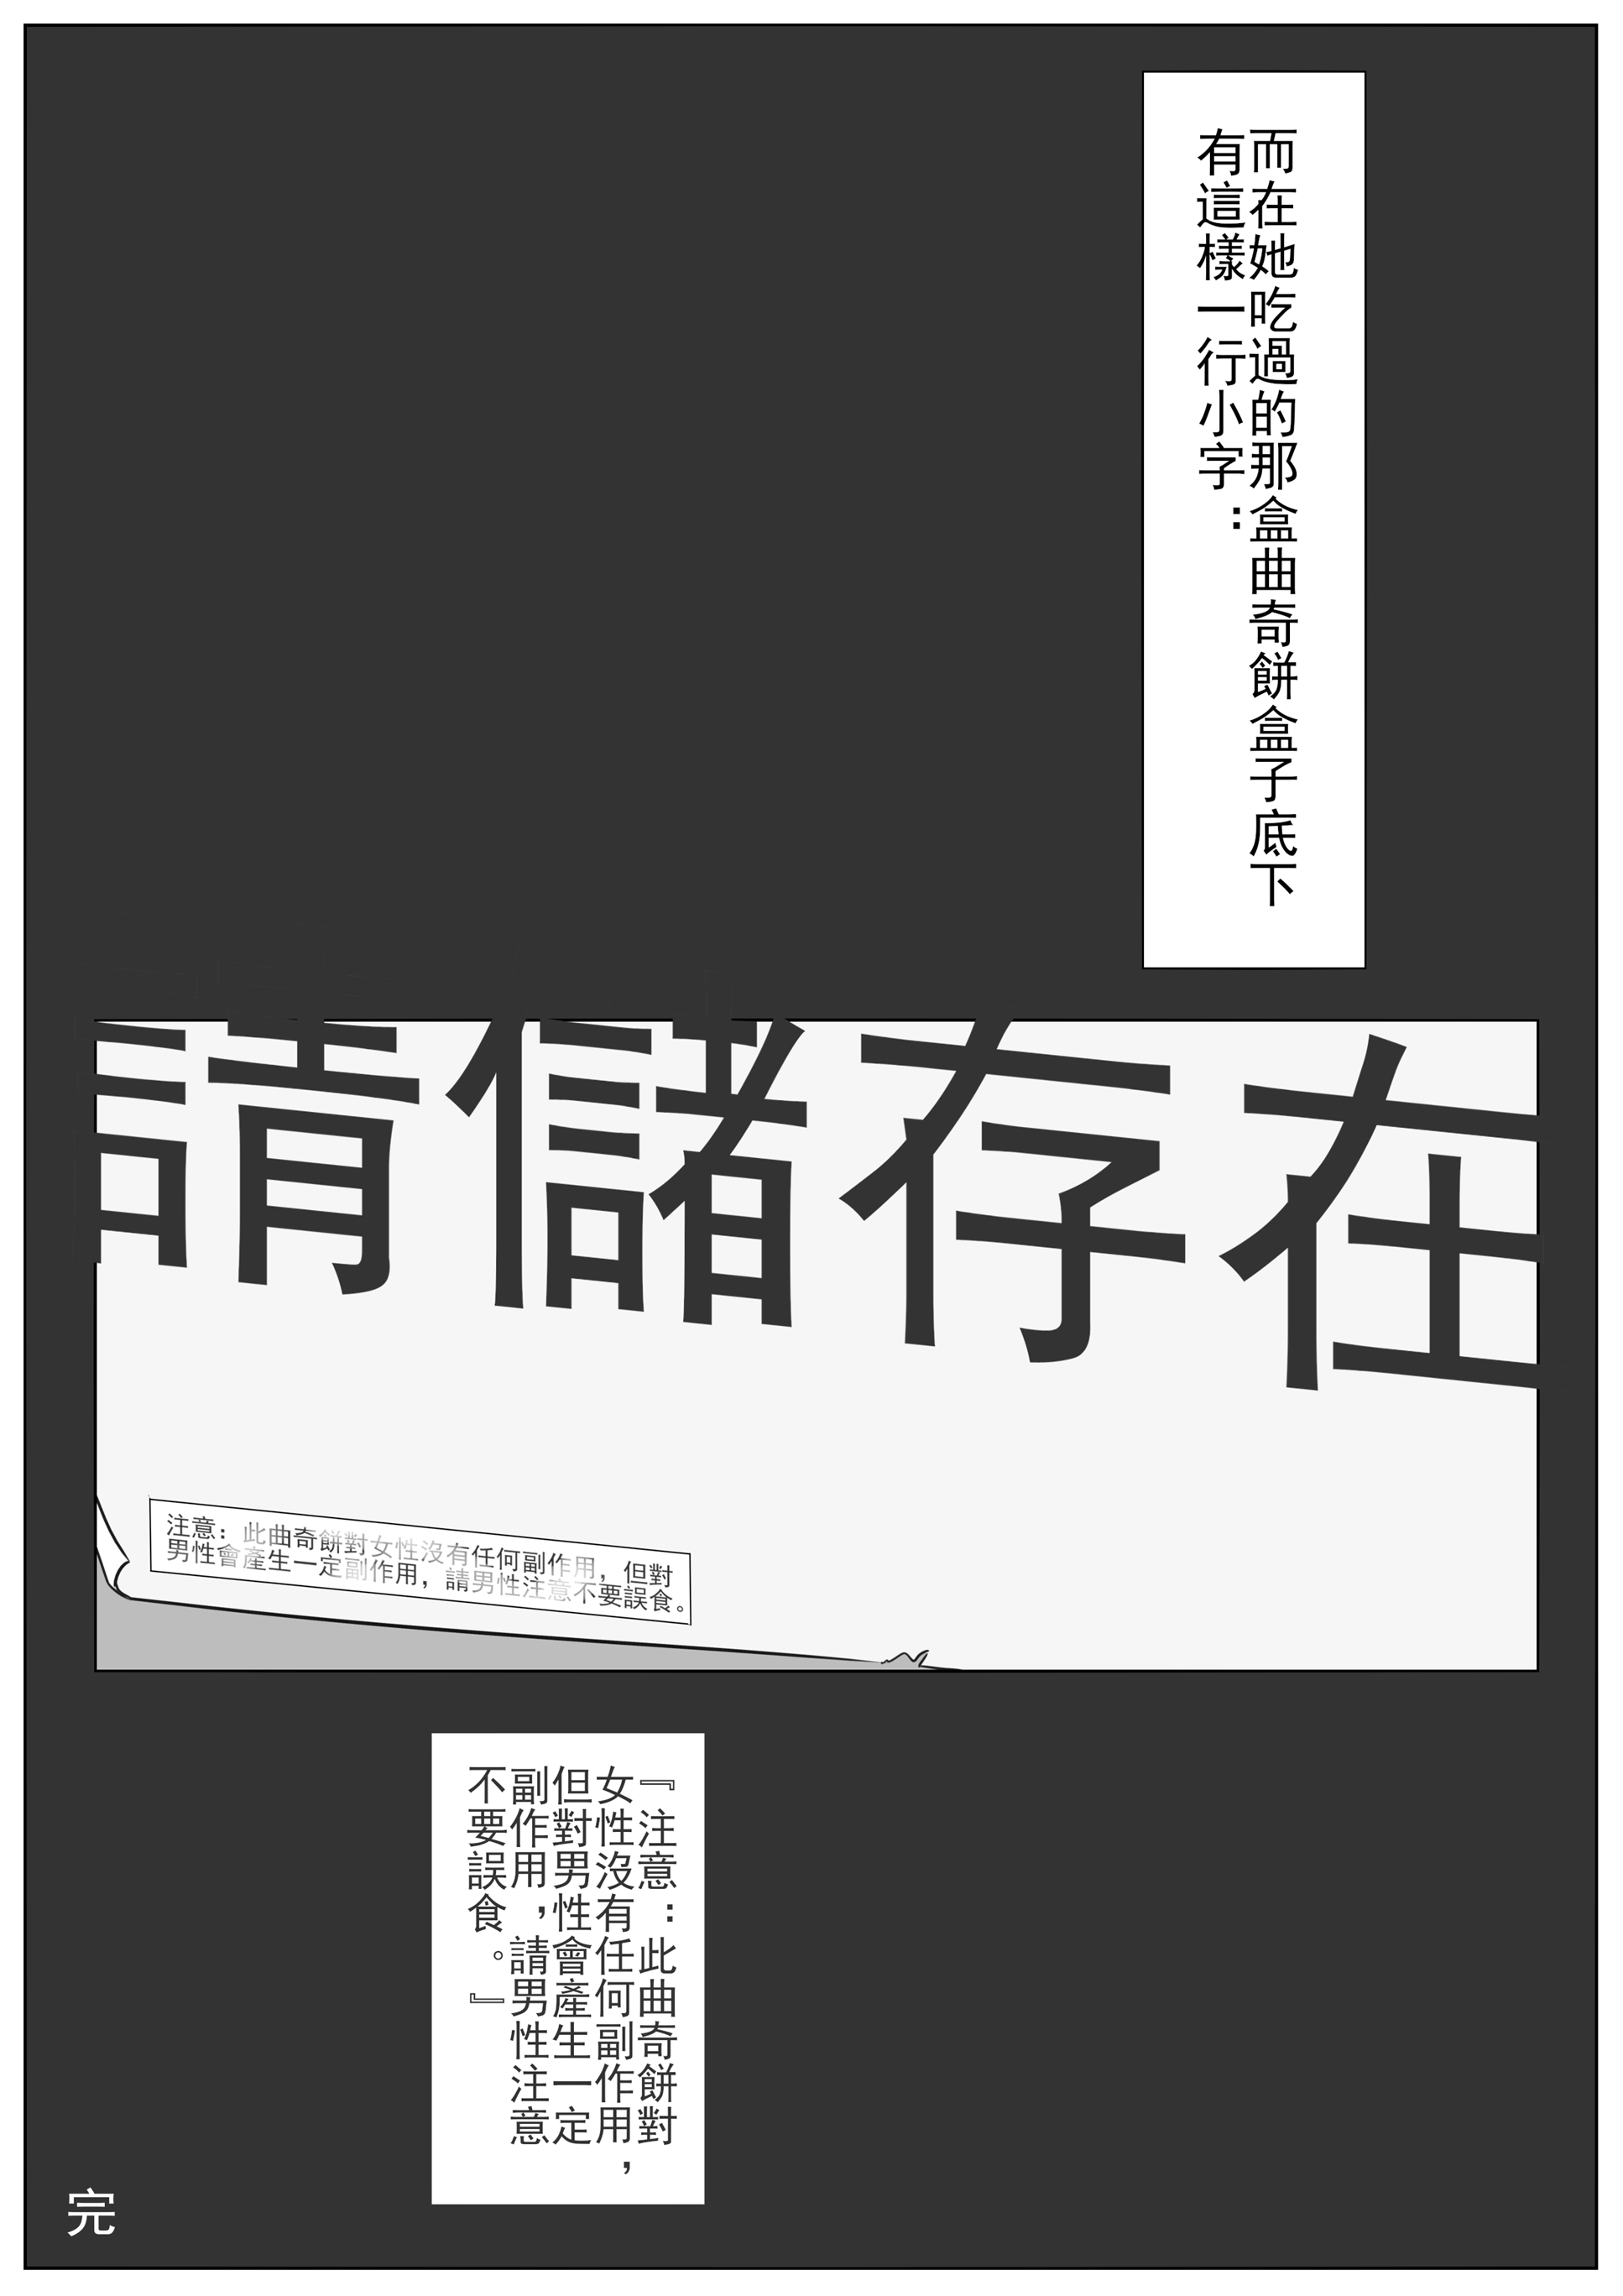 而在她吃過的那盒曲奇餅盒子底下
有這樣一行小字：
請儲存在
注意：此曲奇餅對女性沒有任何副作用，但對
男性會產生一定副作用，請男性注意不要誤食。
『注意：此曲奇餅對
女性沒有任何副作用，
但對男性會產生一定
副作用，請男性注意
不要誤食。』
完